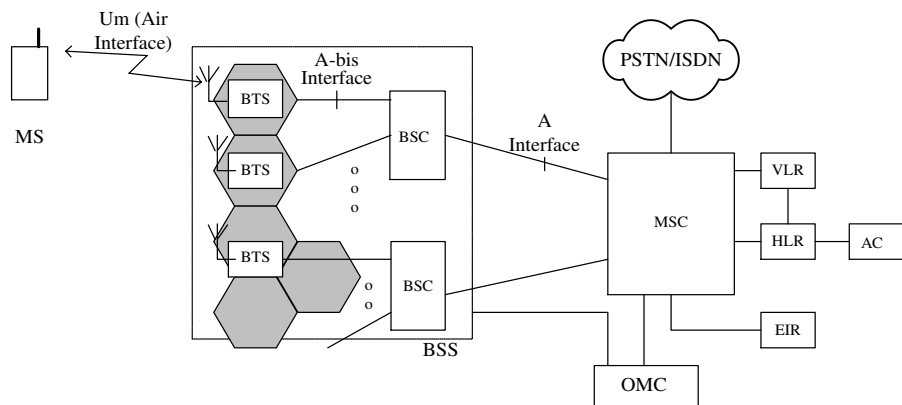 Um (Air
Interface)
MS
A-bis
Interface
BTS
BTS
BTS
BSC
BSC
o
o
o
o
o
BSS
A
Interface
PSTN/ISDN
MSC
VLR
HLR
AC
EIR
OMC